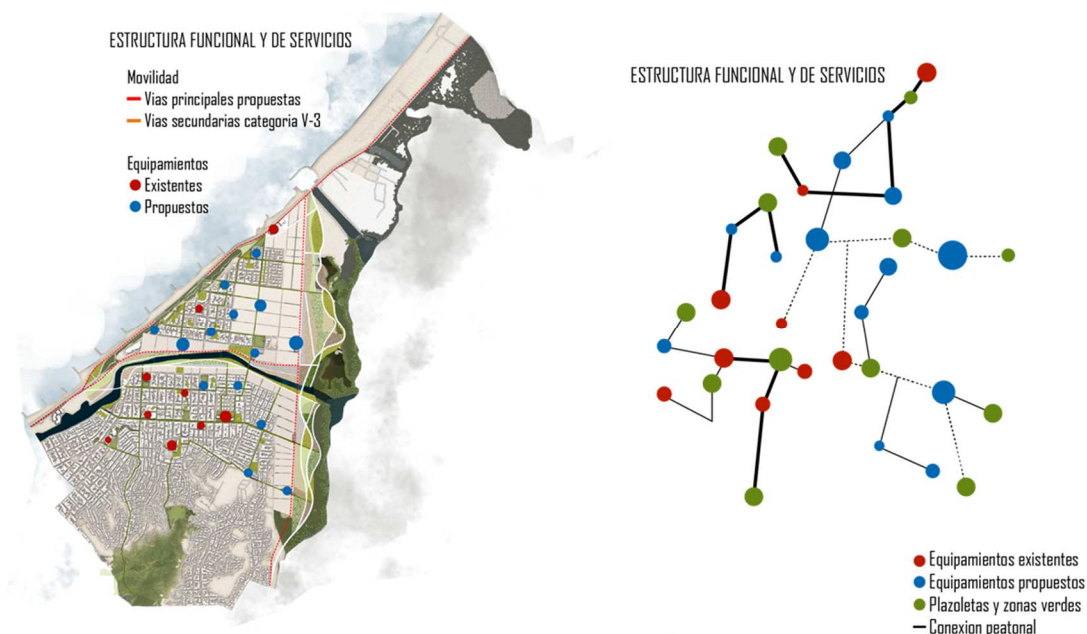 ESTRUCTURA FUNCIONAL Y DE SERVICIOS
Movilidad
Vias principales propuestas
Vias secundarias categoria V-3
Equipamientos
Existentes
Propuestos
ESTRUCTURA FUNCIONAL Y DE SERVICIOS
Equipamientos existentes
Equipamientos propuestos
Plazoletas y zonas verdes
Conexion peatonal